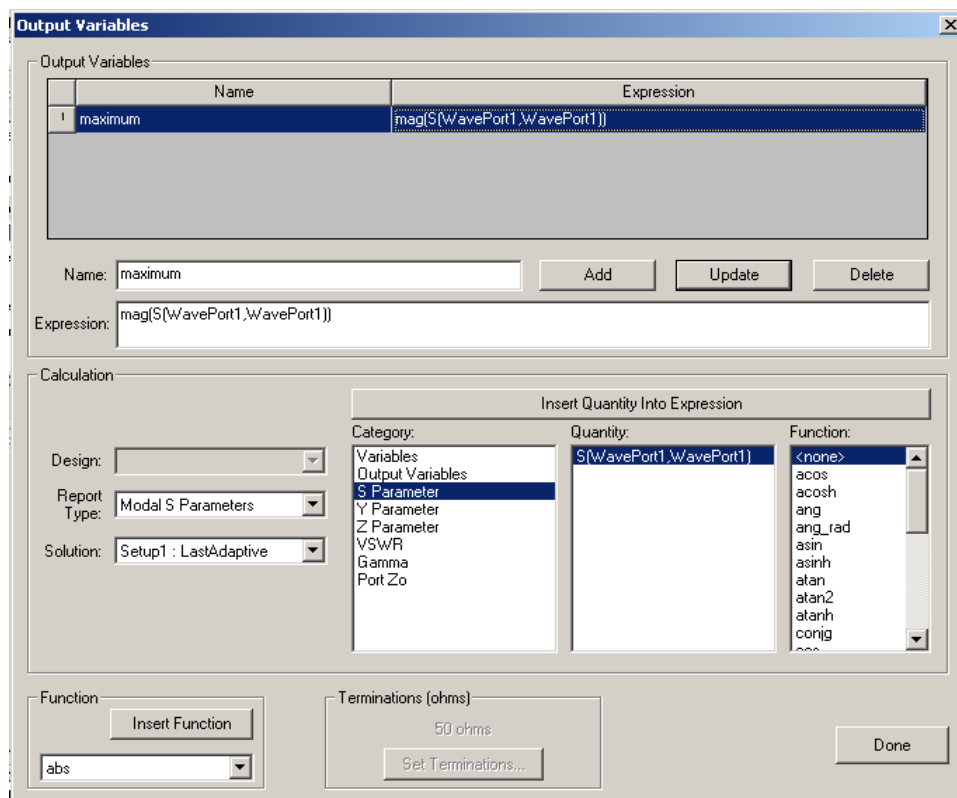 Output Variables
Output Variables
Name Expression
1 maximum mag(S(WavePort1,WavePort1))
Name: maximum Add Update Delete
Expression: mag(S(WavePort1,WavePort1))
Calculation
Insert Quantity Into Expression
Category: Quantity: Function:
Design:
Report Type: Modal S Parameters
Solution: Setup1 : LastAdaptive
Variables
Output Variables
S Parameter
Y Parameter
Z Parameter
VSWR
Gamma
Port Zo
S(WavePort1,WavePort1)
<none>
acos
acosh
ang
ang_rad
asin
asinh
atan
atan2
atanh
conjg
Function
Insert Function
abs
Terminations (ohms)
50 ohms
Set Terminations...
Done